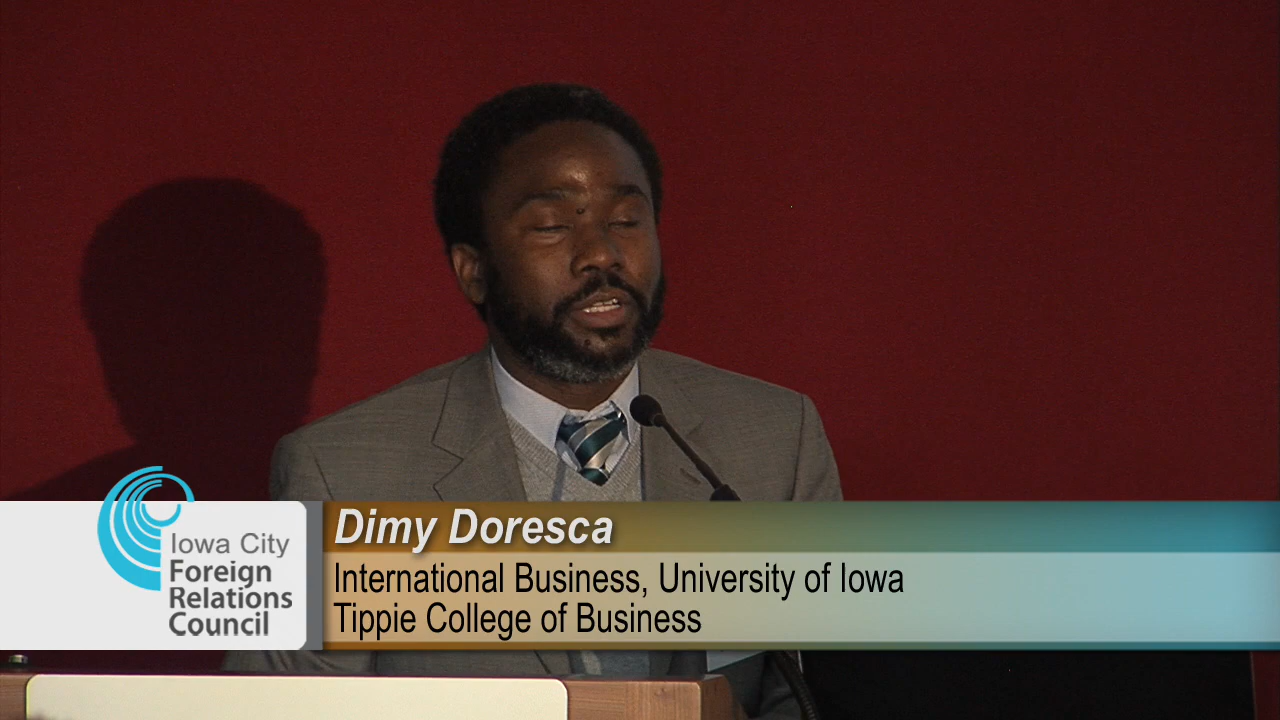 Dimy Doresca
International Business, University of Iowa
Tippie College of Business
Iowa City
Foreign
Relations
Council